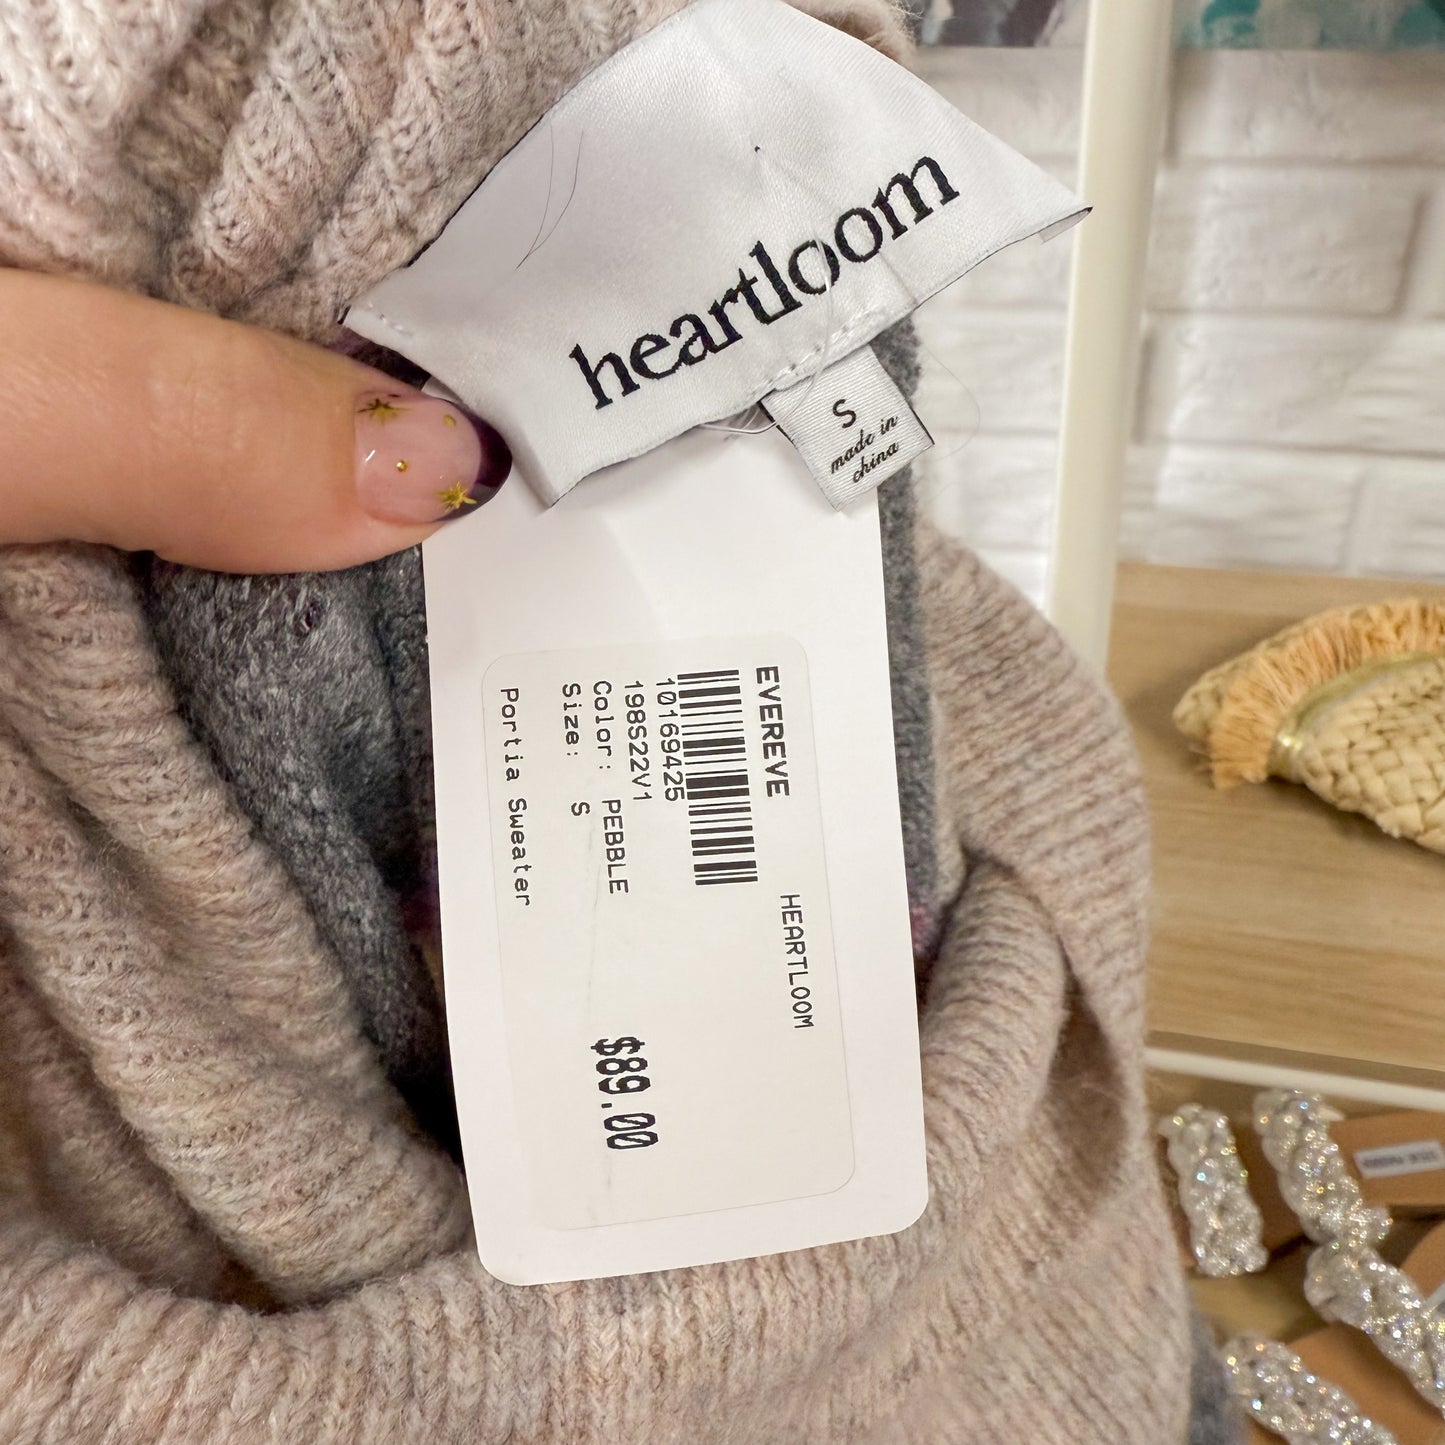 heartloom
S
made in
china
EVEREVE
HEARTLOOM
10169425
198S22V1
Color: PEBBLE
Size: S
$89.00
Portia Sweater